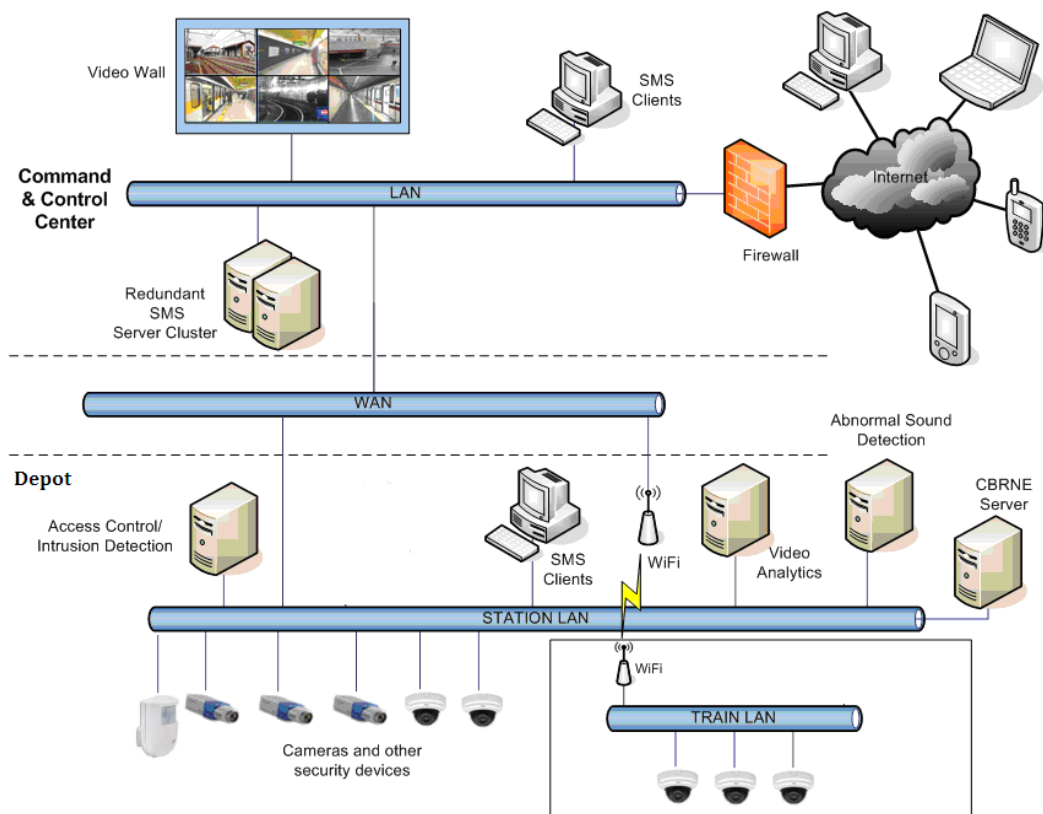 Video Wall
SMS
Clients
Command
& Control
Center
LAN
Internet
Firewall
Redundant
SMS
Server Cluster
WAN
Depot
Abnormal Sound
Detection
CBRNE
Server
Access Control/
Intrusion Detection
SMS
Clients
WiFi
Video
Analytics
STATION LAN
WiFi
TRAIN LAN
Cameras and other
security devices